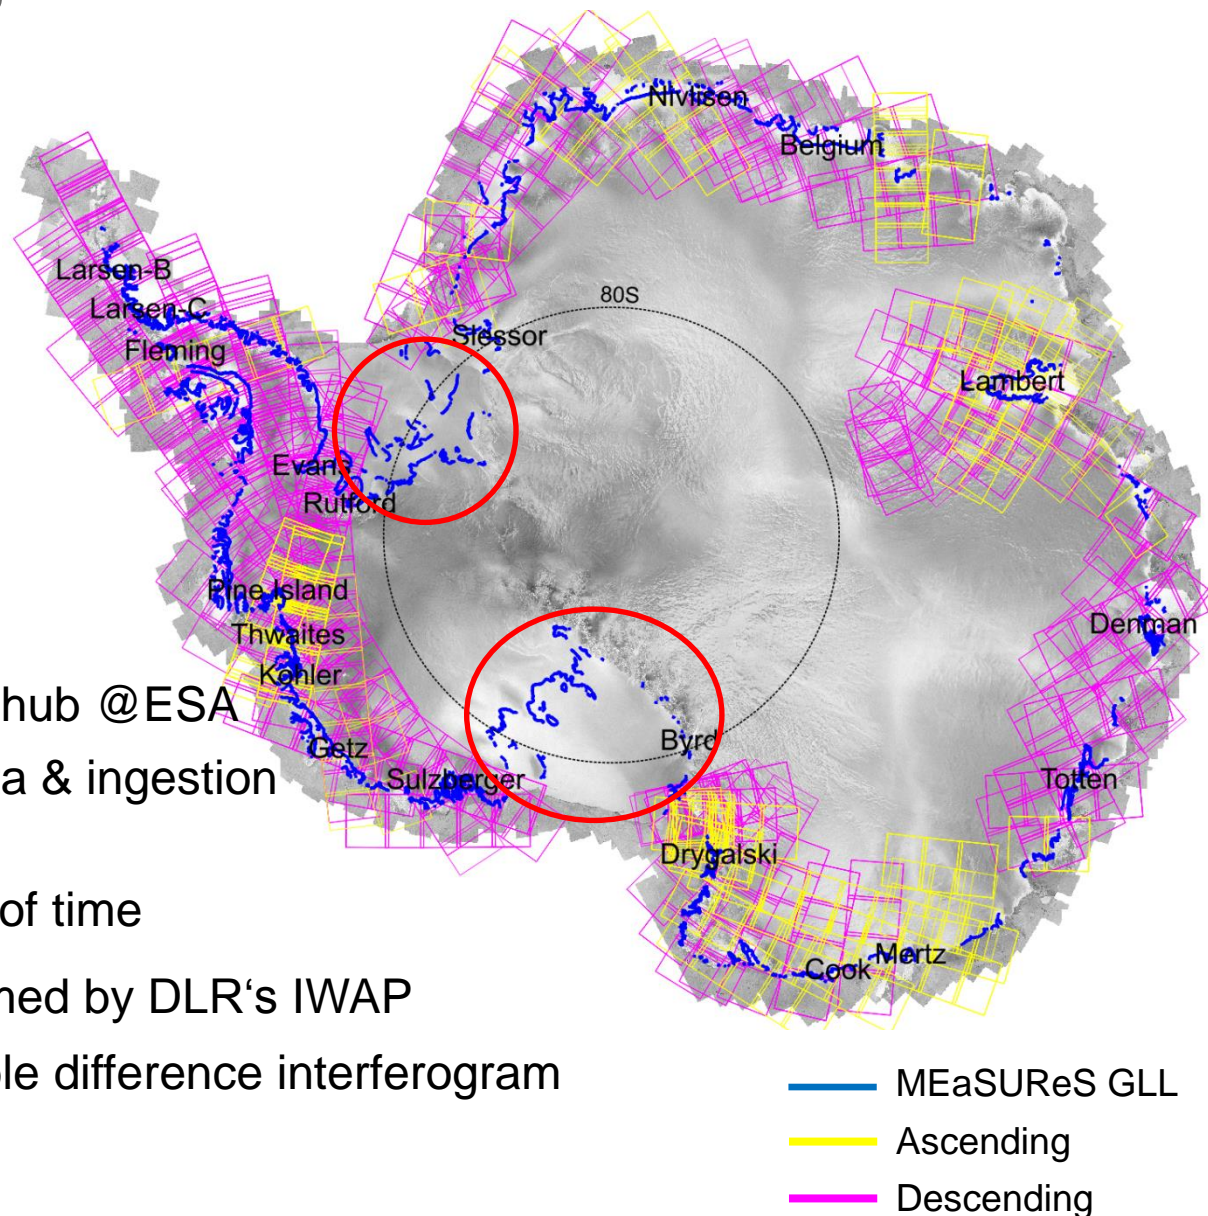 Nivlisen
Belgium
Larsen-B
Larsen-C
Fleming
80S
Slessor
Lambert
Evans
Rutford
Pine Island
Thwaites
Kohler
Denman
hub @ESA
Getz
Byrd
a & ingestion
Sulzberger
Totten
Drygalski
of time
Cook
Mertz
ned by DLR‘s IWAP
le difference interferogram
MEaSUReS GLL
Ascending
Descending